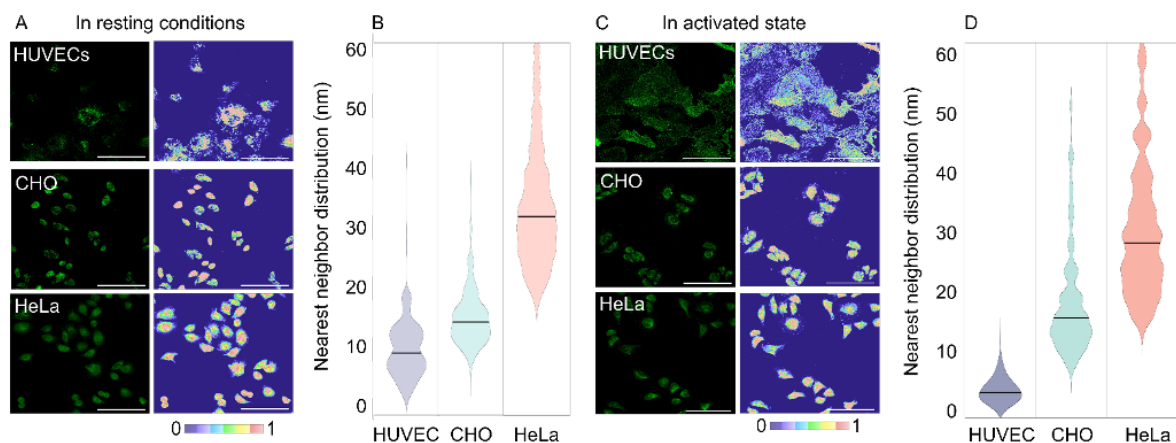 A In resting conditions
HUVECs
CHO
HeLa
0 1
B
Nearest neighbor distribution (nm)
60
50
40
30
20
10
0
HUVEC CHO HeLa
C In activated state
HUVECs
CHO
HeLa
0 1
D
Nearest neighbor distribution (nm)
60
50
40
30
20
10
0
HUVEC CHO HeLa